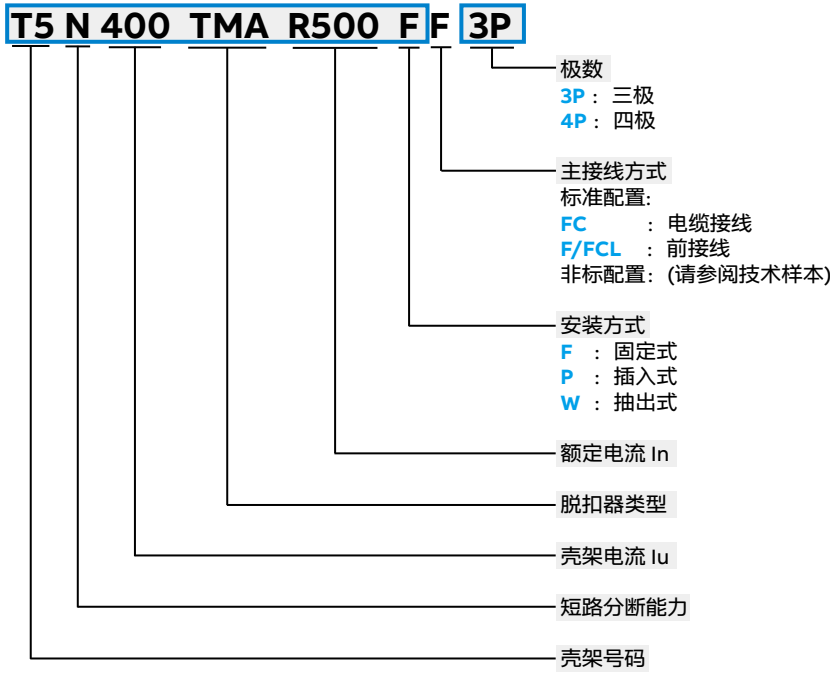 T5 N 400 TMA R500 F F 3P
极数
3P： 三极
4P： 四极
主接线方式
标准配置:
FC ： 电缆接线
F/FCL ： 前接线
非标配置： (请参阅技术样本)
安装方式
F ： 固定式
P ： 插入式
W ： 抽出式
额定电流 In
脱扣器类型
壳架电流 Iu
短路分断能力
壳架号码